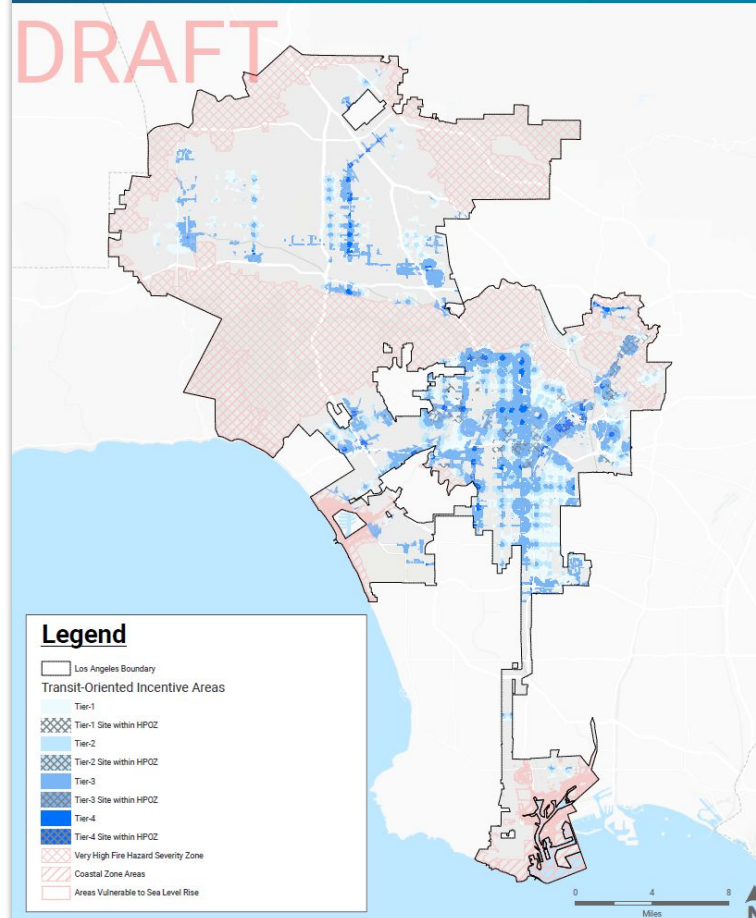 DRAFT
Legend
Los Angeles Boundary
Transit-Oriented Incentive Areas
Tier-1
Tier-1 Site within HPOZ
Tier-2
Tier-2 Site within HPOZ
Tier-3
Tier-3 Site within HPOZ
Tier-4
Tier-4 Site within HPOZ
Very High Fire Hazard Severity Zone
Coastal Zone Areas
Areas Vulnerable to Sea Level Rise
0 4 8
Miles
N